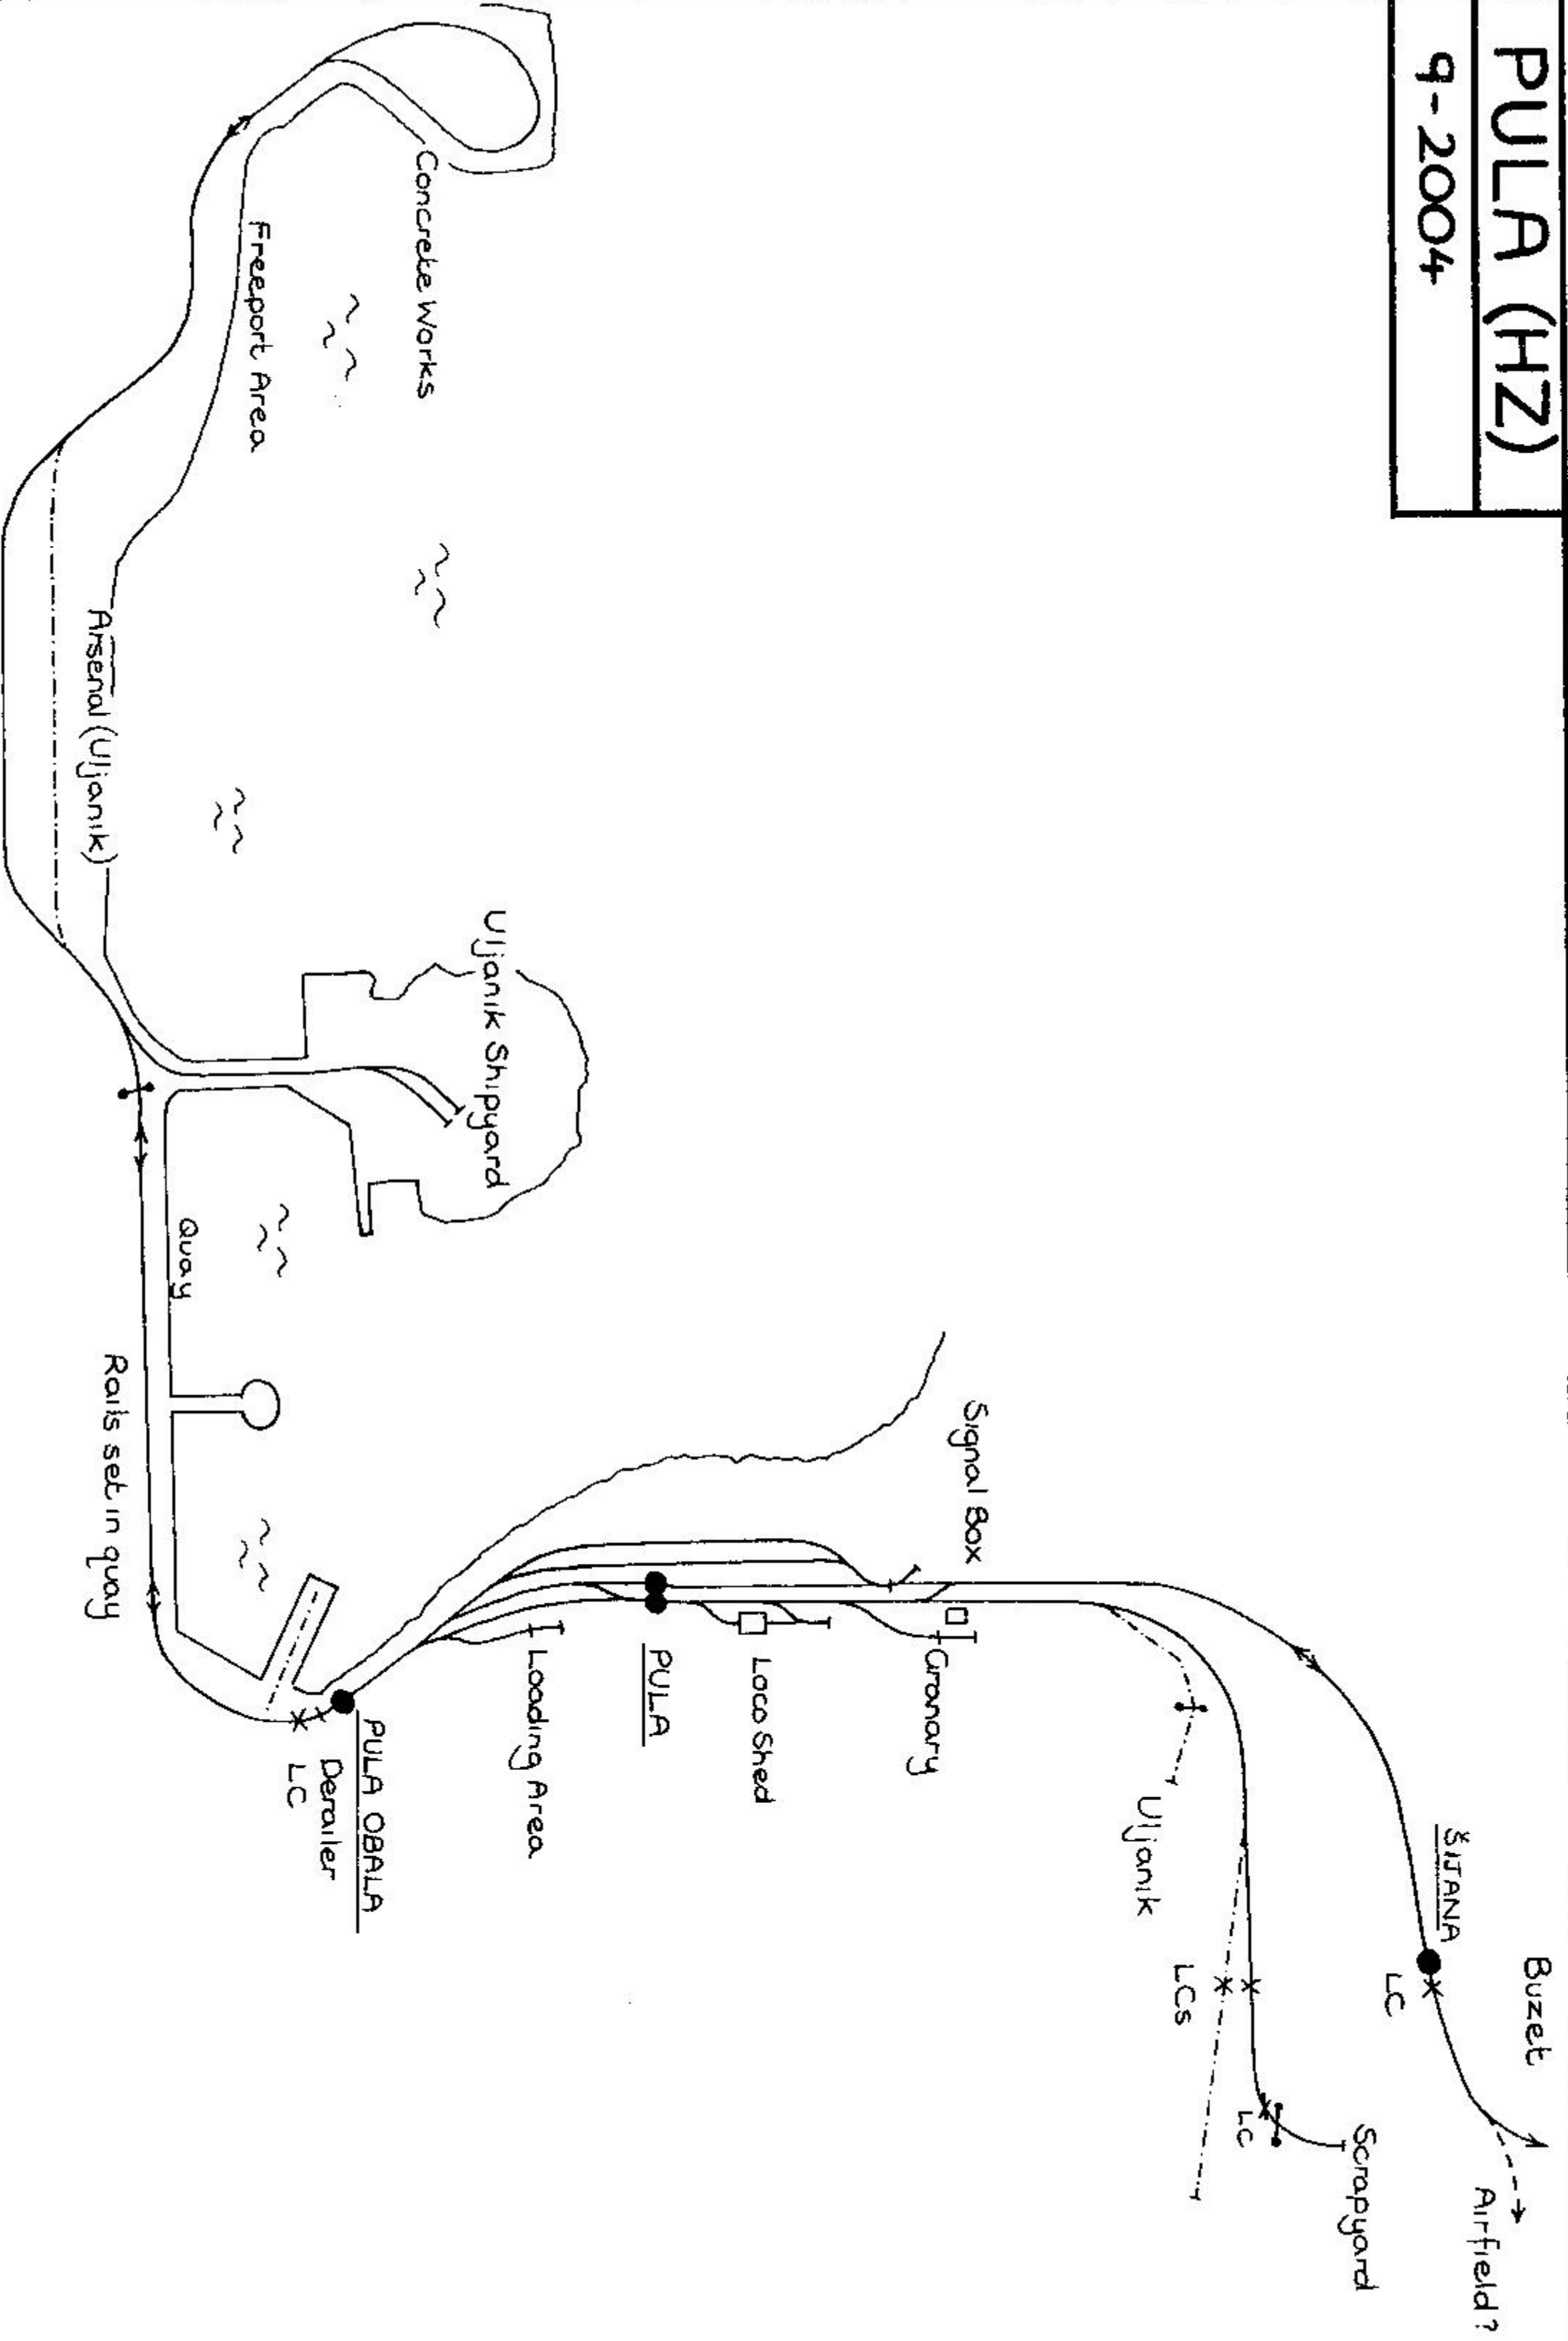 PULA (HZ)
9-2004
Buzet
Airfield?
ŠIJANA
LC
Scrapyard
LC
LCs
Uljanik
Signal Box
Granary
Loco Shed
PULA
Loading Area
PULA OBALA
Derailer
LC
Uljanik Shipyard
Concrete Works
Freeport Area
Arsenal (Uljanik)
Quay
Rails set in quay